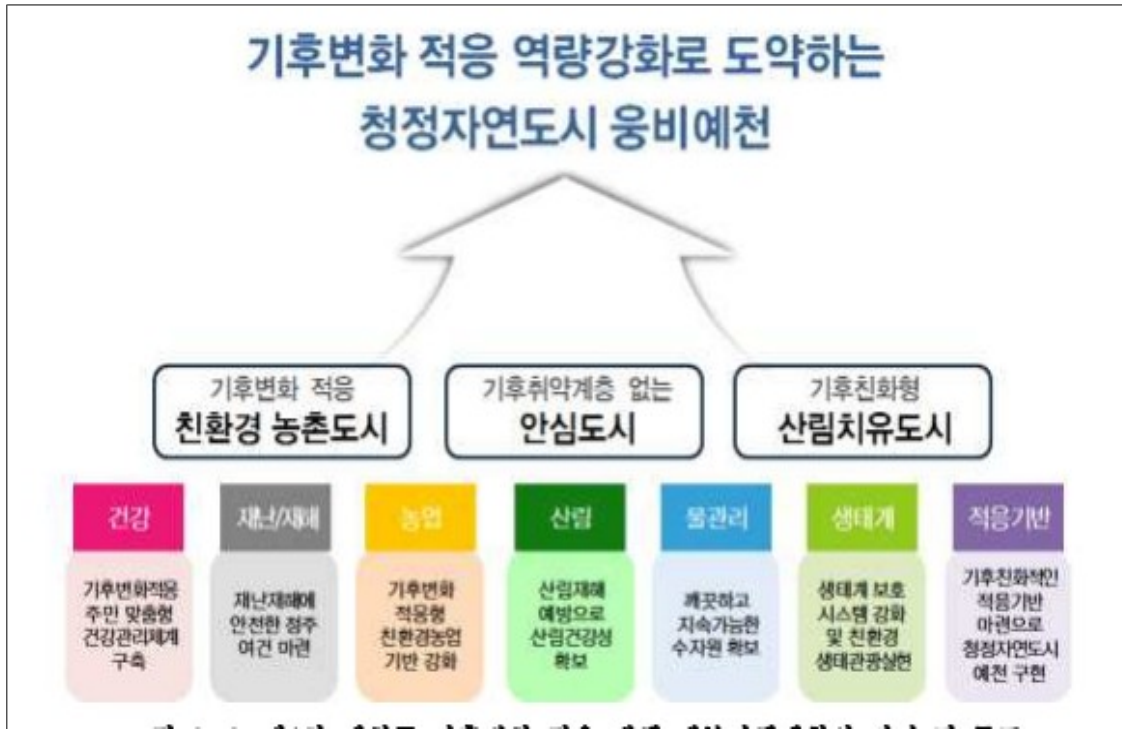 기후변화 적응 역량강화로 도약하는
청정자연도시 웅비예천
기후변화 적응
친환경 농촌도시
기후취약계층 없는
안심도시
기후친화형
산림치유도시
건강
기후변화적응
주민 맞춤형
건강관리체계
구축
재난/재해
재난재해에
안전한 정주
여건 마련
농업
기후변화
적응형
친환경농업
기반 강화
산림
산림재해
예방으로
산림건강성
확보
물관리
깨끗하고
지속가능한
수자원 확보
생태계
생태계 보호
시스템 강화
및 친환경
생태관광실현
적응기반
기후친화적인
적응기반
마련으로
청정자연도시
예천 구현